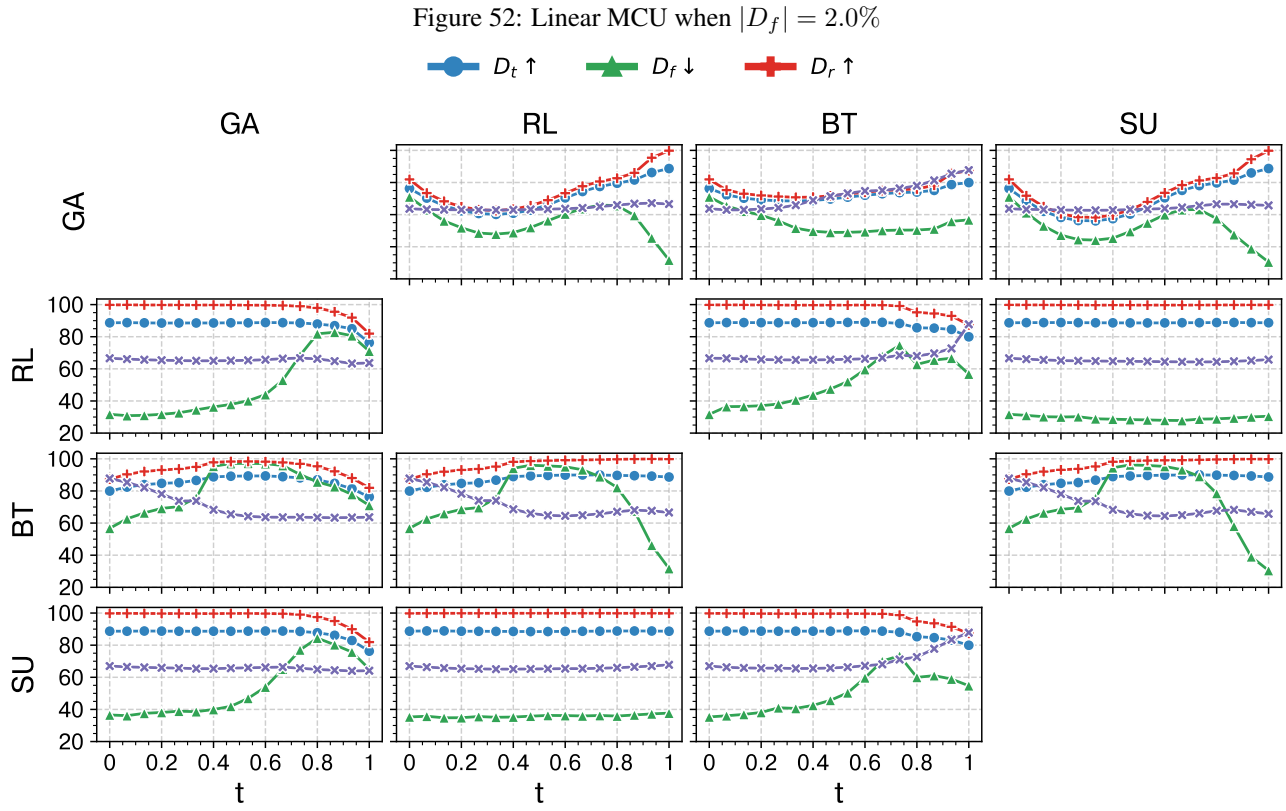 Figure 52: Linear MCU when |D_f| = 2.0%
D_t ↑ D_f ↓ D_r ↑
GA RL BT SU
GA
RL
100
80
60
40
20
BT
100
80
60
40
20
SU
100
80
60
40
20
0 0.2 0.4 0.6 0.8 1 0 0.2 0.4 0.6 0.8 1 0 0.2 0.4 0.6 0.8 1
t t t